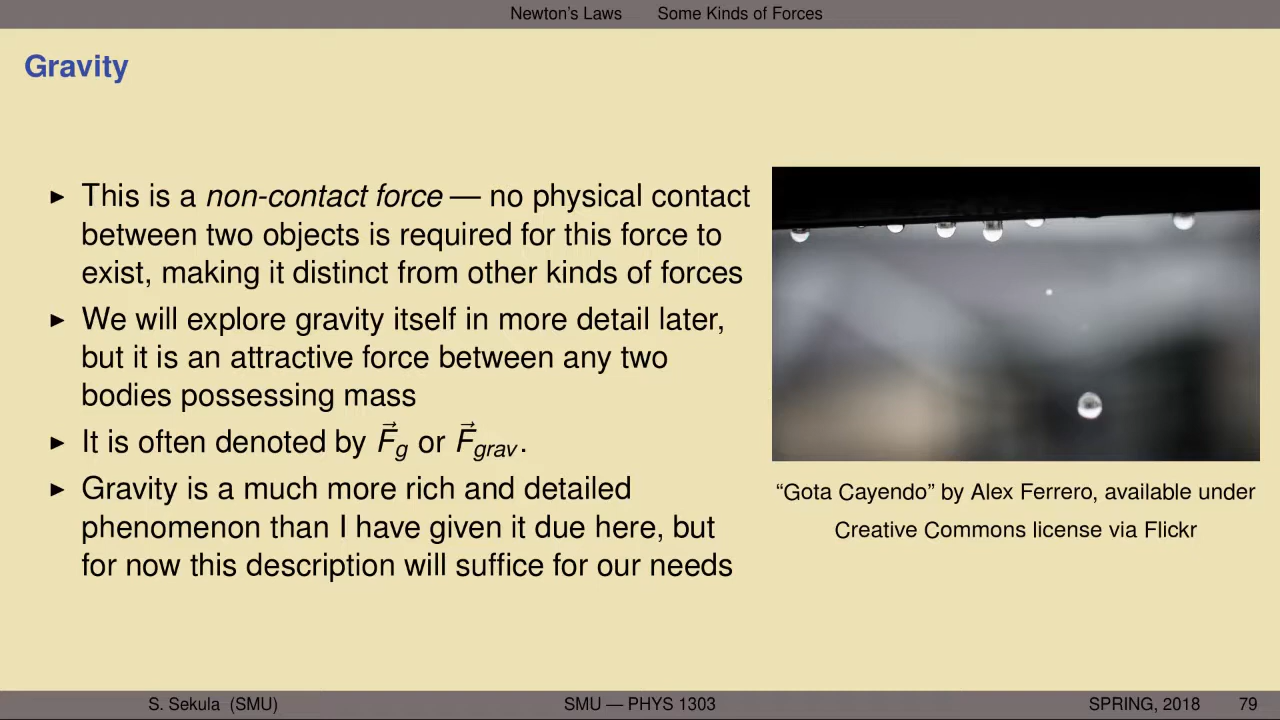 Newton's Laws Some Kinds of Forces
Gravity
► This is a non-contact force — no physical contact
between two objects is required for this force to
exist, making it distinct from other kinds of forces
► We will explore gravity itself in more detail later,
but it is an attractive force between any two
bodies possessing mass
► It is often denoted by F⃗g or F⃗grav.
► Gravity is a much more rich and detailed
phenomenon than I have given it due here, but
for now this description will suffice for our needs
“Gota Cayendo” by Alex Ferrero, available under
Creative Commons license via Flickr
S. Sekula (SMU) SMU — PHYS 1303 SPRING, 2018 79